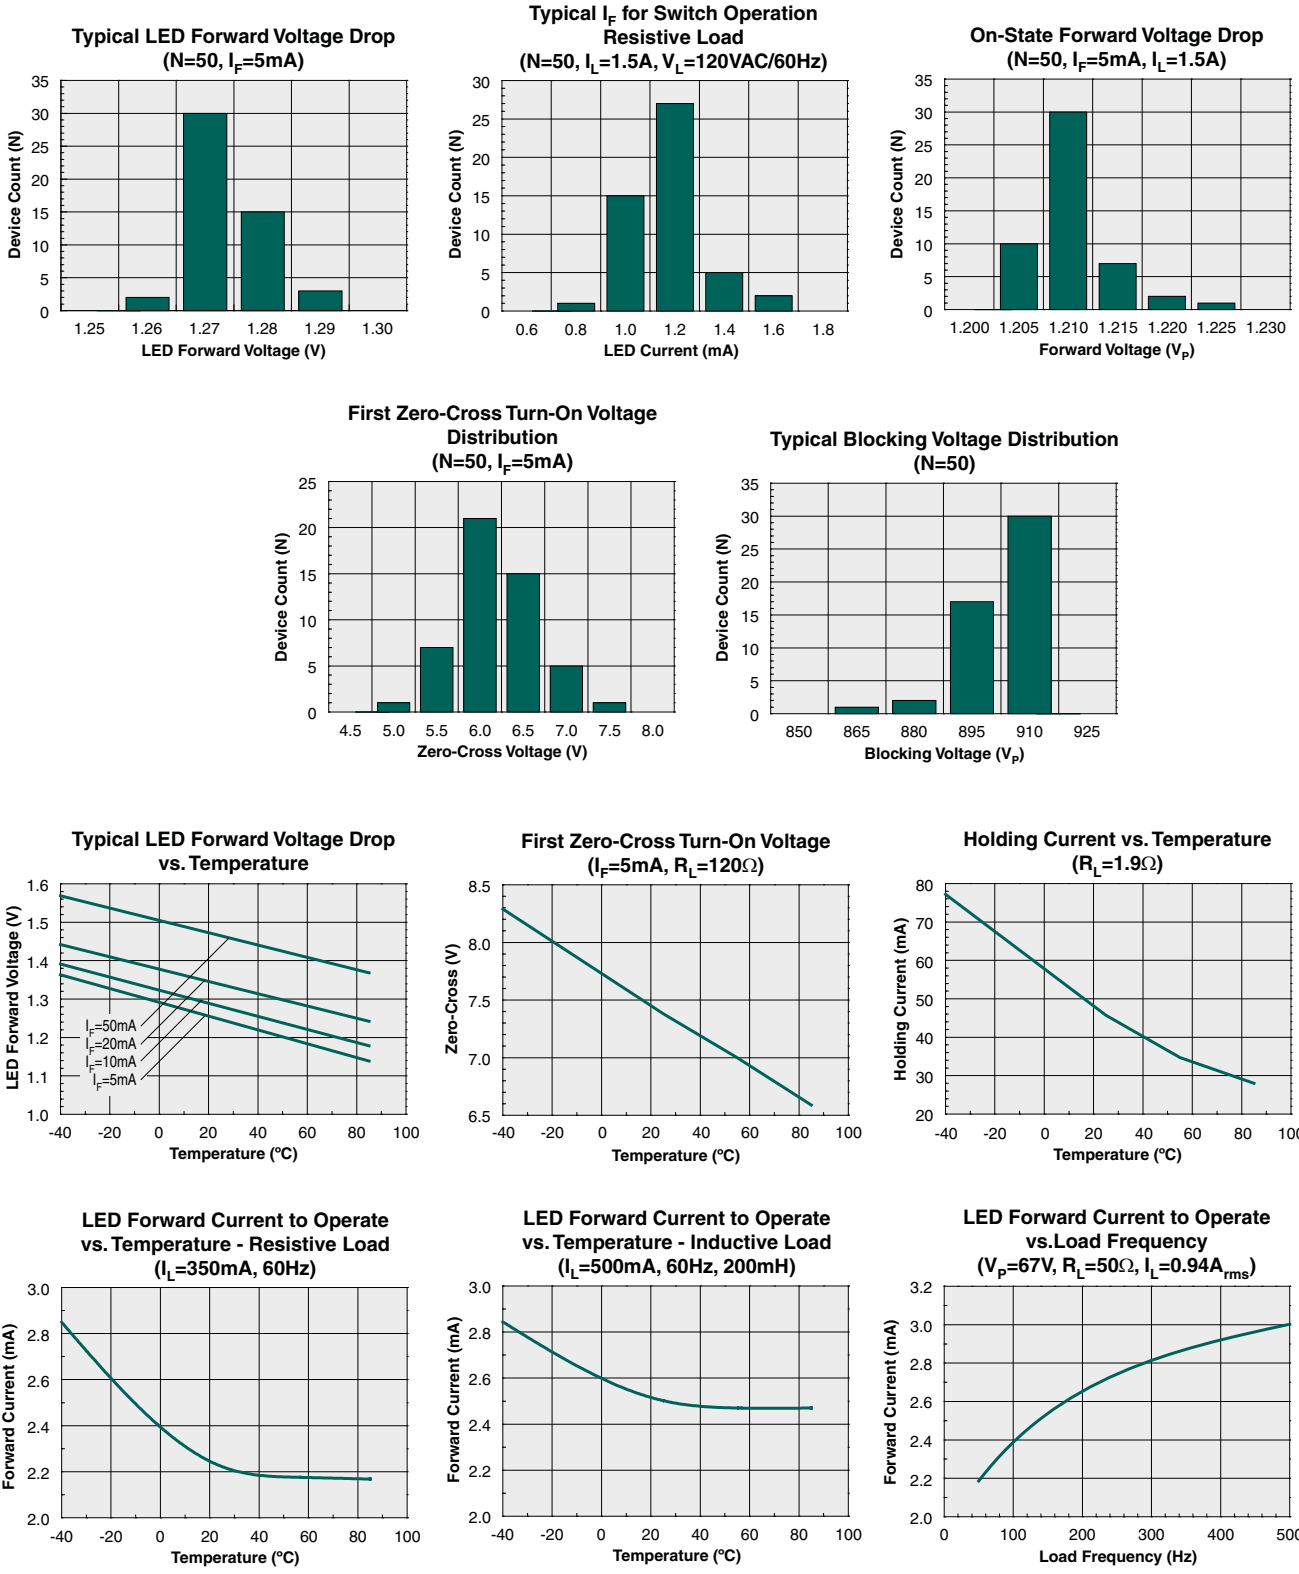 Typical LED Forward Voltage Drop
(N=50, IF=5mA)
Device Count (N)
35
30
25
20
15
10
5
0
1.25 1.26 1.27 1.28 1.29 1.30
LED Forward Voltage (V)
Typical IF for Switch Operation
Resistive Load
(N=50, IL=1.5A, VL=120VAC/60Hz)
Device Count (N)
30
25
20
15
10
5
0
0.6 0.8 1.0 1.2 1.4 1.6 1.8
LED Current (mA)
On-State Forward Voltage Drop
(N=50, IF=5mA, IL=1.5A)
Device Count (N)
35
30
25
20
15
10
5
0
1.200 1.205 1.210 1.215 1.220 1.225 1.230
Forward Voltage (VP)
First Zero-Cross Turn-On Voltage
Distribution
(N=50, IF=5mA)
Device Count (N)
25
20
15
10
5
0
4.5 5.0 5.5 6.0 6.5 7.0 7.5 8.0
Zero-Cross Voltage (V)
Typical Blocking Voltage Distribution
(N=50)
Device Count (N)
35
30
25
20
15
10
5
0
850 865 880 895 910 925
Blocking Voltage (VP)
Typical LED Forward Voltage Drop
vs. Temperature
LED Forward Voltage (V)
1.6
1.5
1.4
1.3
1.2
1.1
1.0
IF=50mA
IF=20mA
IF=10mA
IF=5mA
-40 -20 0 20 40 60 80 100
Temperature (ºC)
First Zero-Cross Turn-On Voltage
(IF=5mA, RL=120Ω)
Zero-Cross (V)
8.5
8.0
7.5
7.0
6.5
-40 -20 0 20 40 60 80 100
Temperature (ºC)
Holding Current vs. Temperature
(RL=1.9Ω)
Holding Current (mA)
80
70
60
50
40
30
20
-40 -20 0 20 40 60 80 100
Temperature (ºC)
LED Forward Current to Operate
vs. Temperature - Resistive Load
(IL=350mA, 60Hz)
Forward Current (mA)
3.0
2.8
2.6
2.4
2.2
2.0
-40 -20 0 20 40 60 80 100
Temperature (ºC)
LED Forward Current to Operate
vs. Temperature - Inductive Load
(IL=500mA, 60Hz, 200mH)
Forward Current (mA)
3.0
2.8
2.6
2.4
2.2
2.0
-40 -20 0 20 40 60 80 100
Temperature (ºC)
LED Forward Current to Operate
vs.Load Frequency
(VP=67V, RL=50Ω, IL=0.94Arms)
Forward Current (mA)
3.2
3.0
2.8
2.6
2.4
2.2
2.0
0 100 200 300 400 500
Load Frequency (Hz)